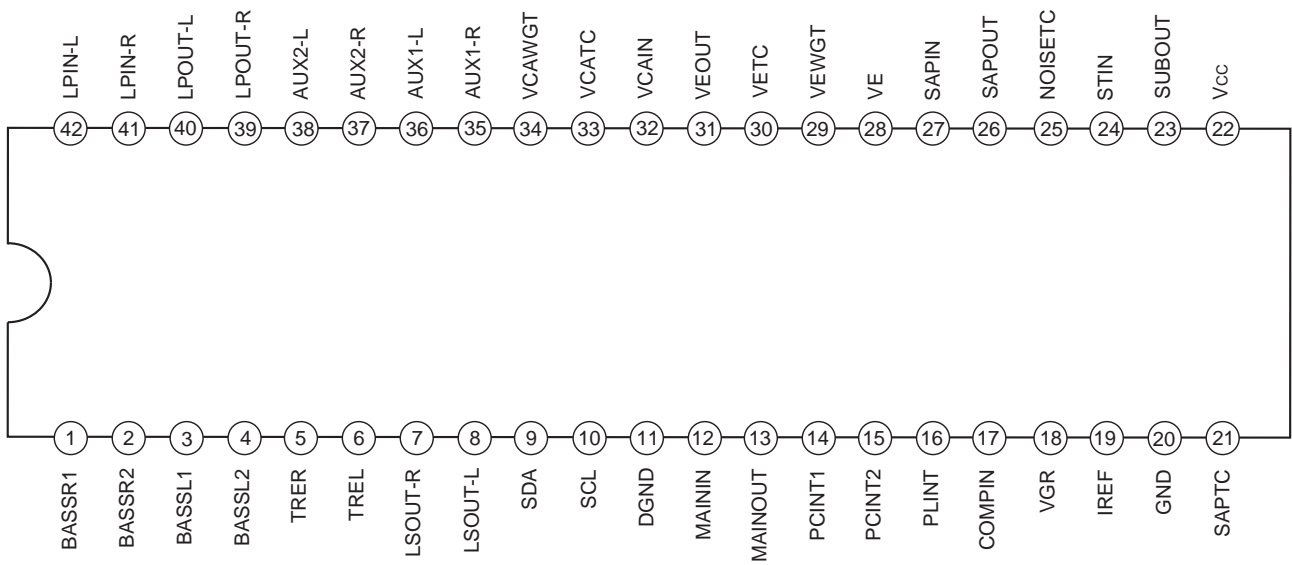 LPIN-L
LPIN-R
LPOUT-L
LPOUT-R
AUX2-L
AUX2-R
AUX1-L
AUX1-R
VCAWGT
VCATC
VCAIN
VEOUT
VETC
VEWGT
VE
SAPIN
SAPOUT
NOISETC
STIN
SUBOUT
Vcc
42 41 40 39 38 37 36 35 34 33 32 31 30 29 28 27 26 25 24 23 22
1 2 3 4 5 6 7 8 9 10 11 12 13 14 15 16 17 18 19 20 21
BASSR1
BASSR2
BASSL1
BASSL2
TRER
TREL
LSOUT-R
LSOUT-L
SDA
SCL
DGND
MAININ
MAINOUT
PCINT1
PCINT2
PLINT
COMPIN
VGR
IREF
GND
SAPTC